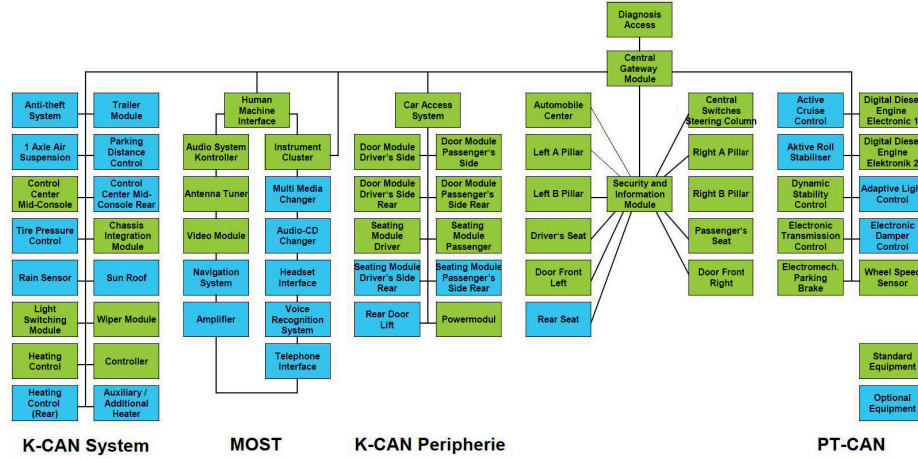 Diagnosis
Access
Central
Gateway
Module
Anti-theft
System
Trailer
Module
1 Axle Air
Suspension
Parking
Distance
Control
Control
Center
Mid-Console
Control
Center Mid-
Console Rear
Tire Pressure
Control
Chassis
Integration
Module
Rain Sensor
Sun Roof
Light
Switching
Module
Wiper Module
Heating
Control
Controller
Heating
Control
(Rear)
Auxiliary /
Additional
Heater
K-CAN System
Human
Machine
Interface
Audio System
Kontroller
Instrument
Cluster
Antenna Tuner
Multi Media
Changer
Video Module
Audio-CD
Changer
Navigation
System
Headset
Interface
Amplifier
Voice
Recognition
System
Telephone
Interface
MOST
Car Access
System
Door Module
Driver's Side
Door Module
Passenger's
Side
Door Module
Driver's Side
Rear
Door Module
Passenger's
Side Rear
Seating
Module
Driver
Seating
Module
Passenger
Seating Module
Driver's Side
Rear
Seating Module
Passenger's
Side Rear
Rear Door
Lift
Powermodul
K-CAN Peripherie
Automobile
Center
Central
Switches
Steering Column
Left A Pillar
Right A Pillar
Security and
Information
Module
Left B Pillar
Right B Pillar
Driver's Seat
Passenger's
Seat
Door Front
Left
Door Front
Right
Rear Seat
Active
Cruise
Control
Digital Diesel
Engine
Electronic 1
Aktive Roll
Stabiliser
Digital Diesel
Engine
Elektronik 2
Dynamic
Stability
Control
Adaptive Light
Control
Electronic
Transmission
Control
Electronic
Damper
Control
Electromech.
Parking
Brake
Wheel Speed
Sensor
Standard
Equipment
Optional
Equipment
PT-CAN